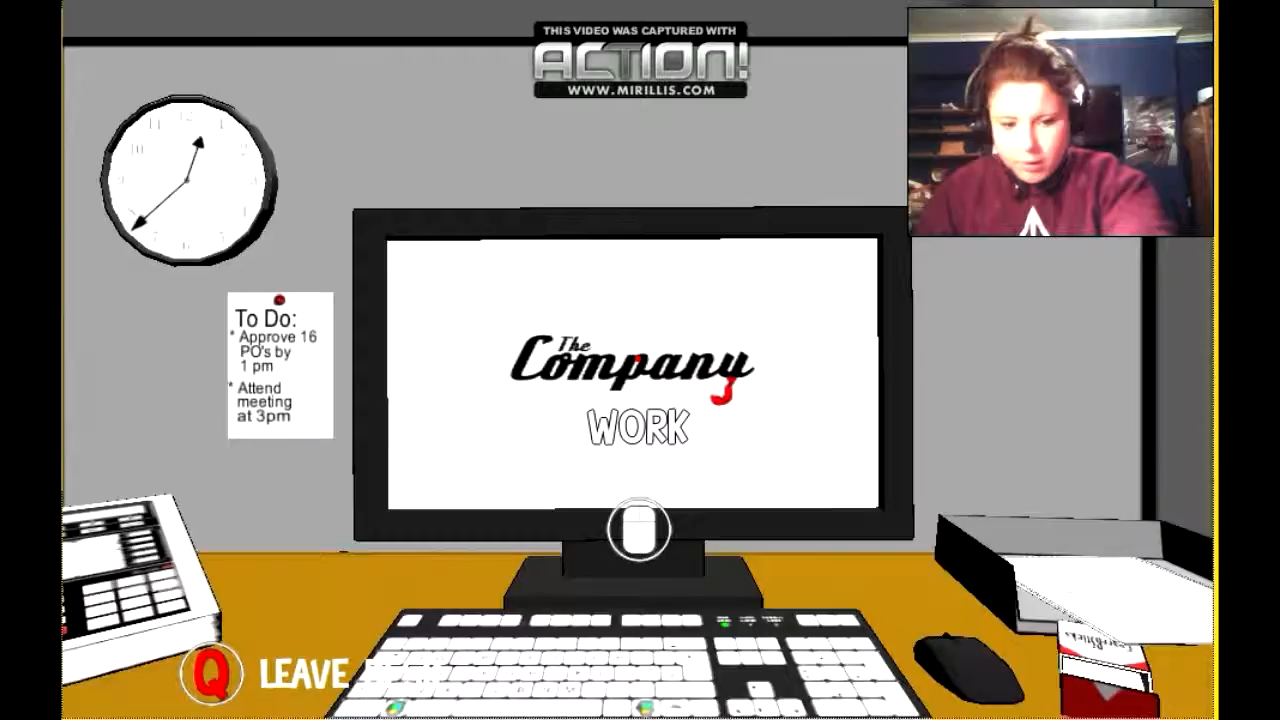 THIS VIDEO WAS CAPTURED WITH
ACTION!
WWW.MIRILLIS.COM
To Do:
* Approve 16
PO's by
1 pm
* Attend
meeting
at 3pm
The
Company
WORK
Q LEAVE